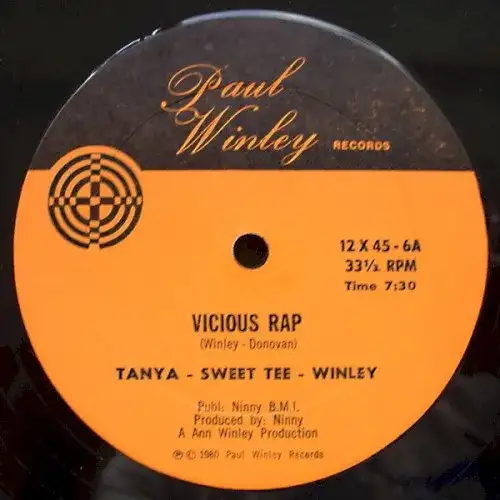 Paul
Winley RECORDS
12 X 45 - 6A
33⅓ RPM
Time 7:30
VICIOUS RAP
(Winley - Donovan)
TANYA - SWEET TEE - WINLEY
Publ: Ninny B.M.I.
Produced by: Ninny
A Ann Winley Production
℗ © 1980 Paul Winley Records